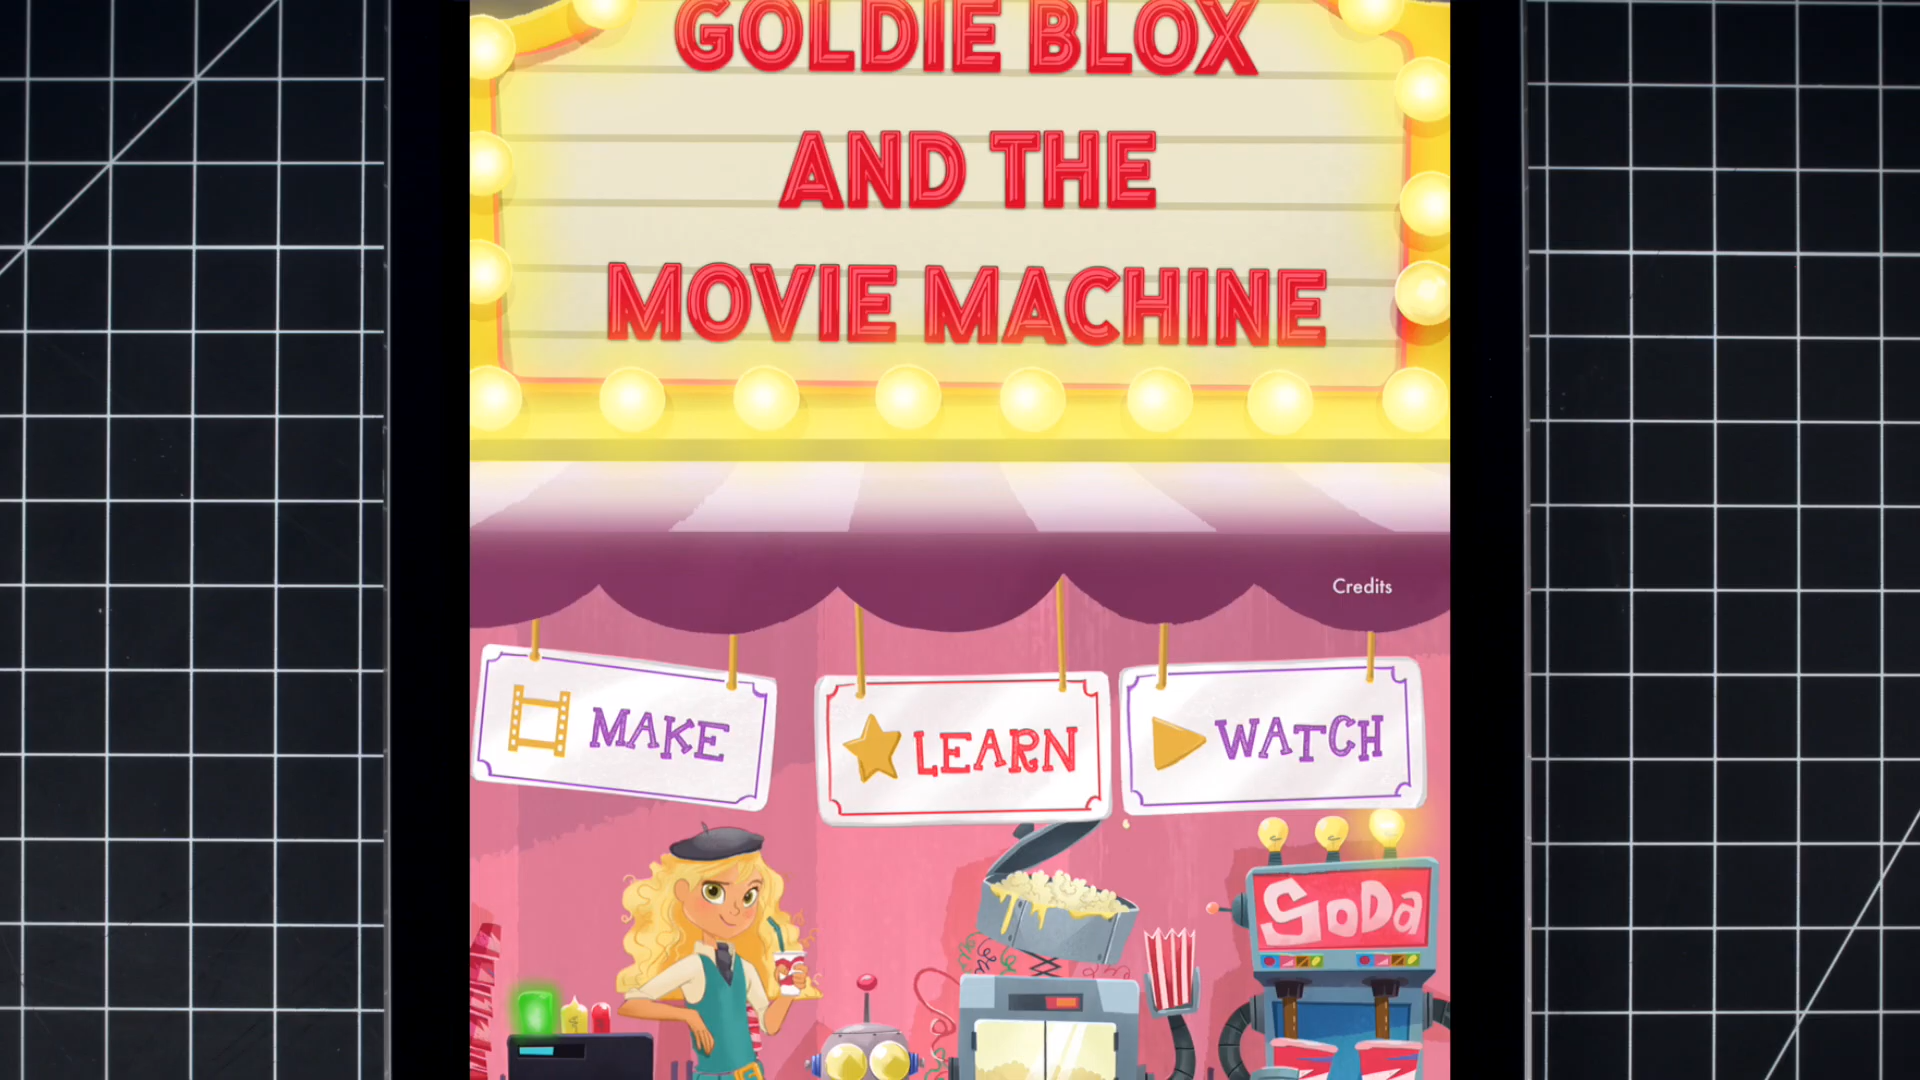 GOLDIE BLOX
AND THE
MOVIE MACHINE
Credits
MAKE
LEARN
WATCH
SODA